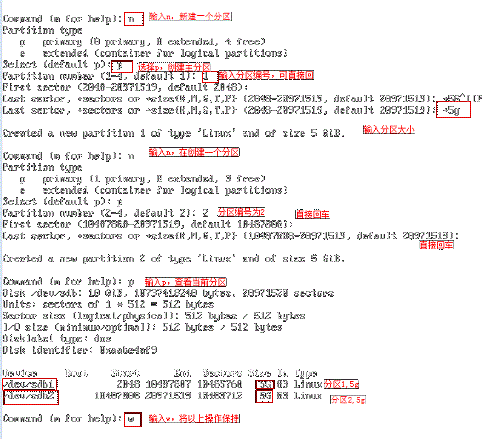 Command (m for help): n 输入n，新建一个分区
Partition type
p primary (0 primary, 0 extended, 4 free)
e extended (container for logical partitions)
Select (default p): p 选择p，创建主分区
Partition number (1-4, default 1): 1 输入分区编号，可直接回
First sector (2048-20971519, default 2048):
Last sector, +sectors or +size{K,M,G,T,P} (2048-20971519, default 20971519):
Last sector, +sectors or +size{K,M,G,T,P} (2048-20971519, default 20971519): +5g
Created a new partition 1 of type 'Linux' and of size 5 GiB. 输入分区大小
Command (m for help): n 输入n，在创建一个分区
Partition type
p primary (1 primary, 0 extended, 3 free)
e extended (container for logical partitions)
Select (default p): p
Partition number (2-4, default 2): 2 分区编号为2 直接回车
First sector (10487808-20971519, default 10487808):
Last sector, +sectors or +size{K,M,G,T,P} (10487808-20971519, default 20971519):
直接回车
Created a new partition 2 of type 'Linux' and of size 5 GiB.
Command (m for help): p 输入p，查看当前分区
Disk /dev/sdb: 10 GiB, 10737418240 bytes, 20971520 sectors
Units: sectors of 1 * 512 = 512 bytes
Sector size (logical/physical): 512 bytes / 512 bytes
I/O size (minimum/optimal): 512 bytes / 512 bytes
Disklabel type: dos
Disk identifier:
Device Boot Start End Sectors Size Id Type
/dev/sdb1 2048 10487807 10485760 5G 83 Linux 分区1,5g
/dev/sdb2 10487808 20971519 10483712 5G 83 Linux 分区2,5g
Command (m for help): w 输入w，将以上操作保持